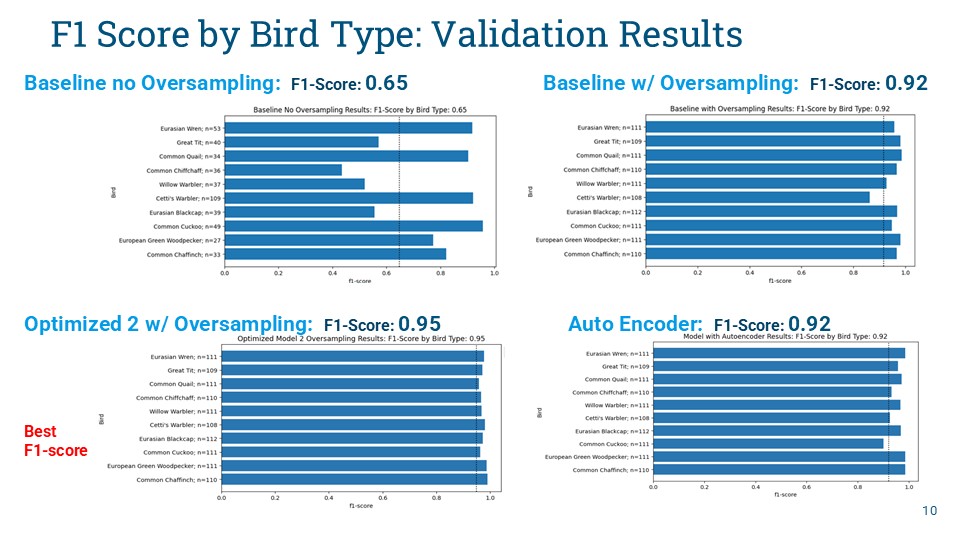 F1 Score by Bird Type: Validation Results
Baseline no Oversampling: F1-Score: 0.65
Baseline No Oversampling Results: F1-Score by Bird Type: 0.65
Eurasian Wren; n=53
Great Tit; n=40
Common Quail; n=34
Common Chiffchaff; n=36
Willow Warbler; n=37
Cetti's Warbler; n=109
Eurasian Blackcap; n=39
Common Cuckoo; n=49
European Green Woodpecker; n=27
Common Chaffinch; n=33
Bird
0.0 0.2 0.4 0.6 0.8 1.0
f1-score
Baseline w/ Oversampling: F1-Score: 0.92
Baseline with Oversampling Results: F1-Score by Bird Type: 0.92
Eurasian Wren; n=111
Great Tit; n=109
Common Quail; n=111
Common Chiffchaff; n=110
Willow Warbler; n=111
Cetti's Warbler; n=108
Eurasian Blackcap; n=112
Common Cuckoo; n=111
European Green Woodpecker; n=111
Common Chaffinch; n=110
Bird
0.0 0.2 0.4 0.6 0.8 1.0
f1-score
Optimized 2 w/ Oversampling: F1-Score: 0.95
Optimized Model 2 Oversampling Results: F1-Score by Bird Type: 0.95
Eurasian Wren; n=111
Great Tit; n=109
Common Quail; n=111
Common Chiffchaff; n=110
Willow Warbler; n=111
Cetti's Warbler; n=108
Eurasian Blackcap; n=112
Common Cuckoo; n=111
European Green Woodpecker; n=111
Common Chaffinch; n=110
Bird
0.0 0.2 0.4 0.6 0.8 1.0
f1-score
Best
F1-score
Auto Encoder: F1-Score: 0.92
Model with Autoencoder Results: F1-Score by Bird Type: 0.92
Eurasian Wren; n=111
Great Tit; n=109
Common Quail; n=111
Common Chiffchaff; n=110
Willow Warbler; n=111
Cetti's Warbler; n=108
Eurasian Blackcap; n=112
Common Cuckoo; n=111
European Green Woodpecker; n=111
Common Chaffinch; n=110
Bird
0.0 0.2 0.4 0.6 0.8 1.0
f1-score
10